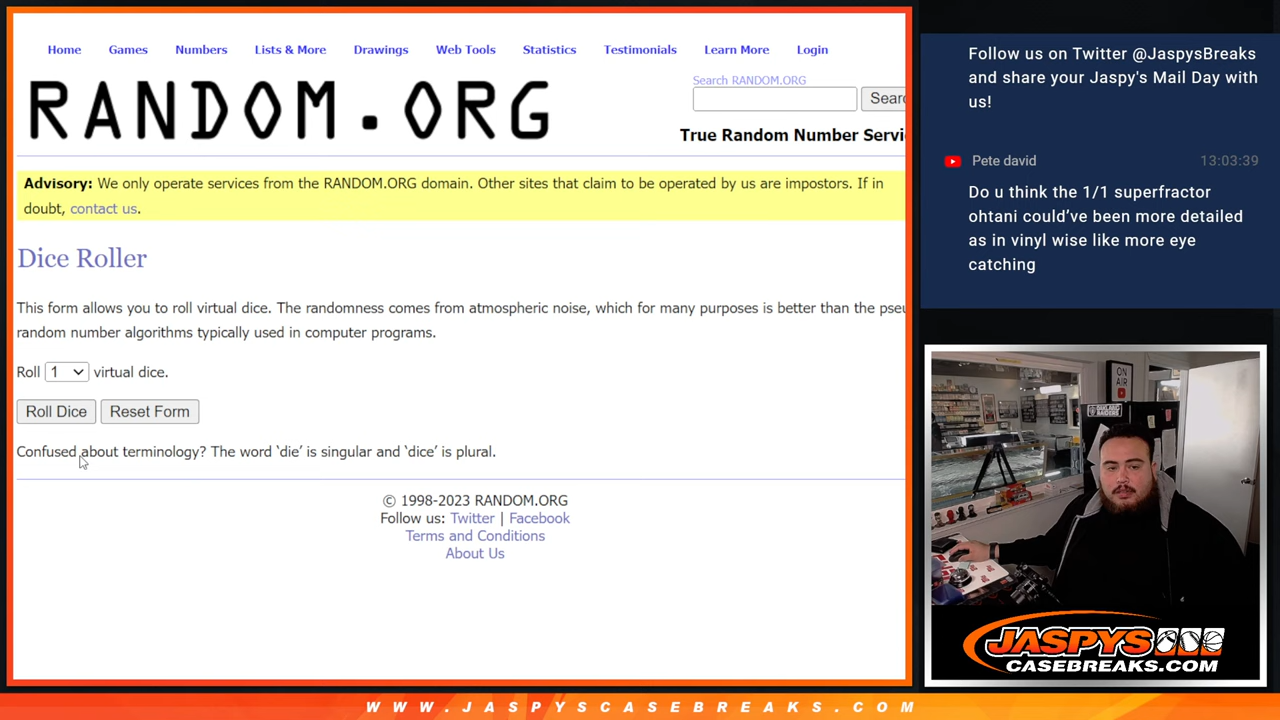 Home Games Numbers Lists & More Drawings Web Tools Statistics Testimonials Learn More Login
RANDOM.ORG
Search RANDOM.ORG
Searc
True Random Number Servi
Advisory: We only operate services from the RANDOM.ORG domain. Other sites that claim to be operated by us are impostors. If in
doubt, contact us.
Dice Roller
This form allows you to roll virtual dice. The randomness comes from atmospheric noise, which for many purposes is better than the pseu
random number algorithms typically used in computer programs.
Roll 1 virtual dice.
Roll Dice Reset Form
Confused about terminology? The word ‘die’ is singular and ‘dice’ is plural.
© 1998-2023 RANDOM.ORG
Follow us: Twitter | Facebook
Terms and Conditions
About Us
Follow us on Twitter @JaspysBreaks
and share your Jaspy's Mail Day with
us!
Pete david 13:03:39
Do u think the 1/1 superfractor
ohtani could’ve been more detailed
as in vinyl wise like more eye
catching
ON
AIR
JASPYS
CASEBREAKS.COM
WWW.JASPYSCASEBREAKS.COM